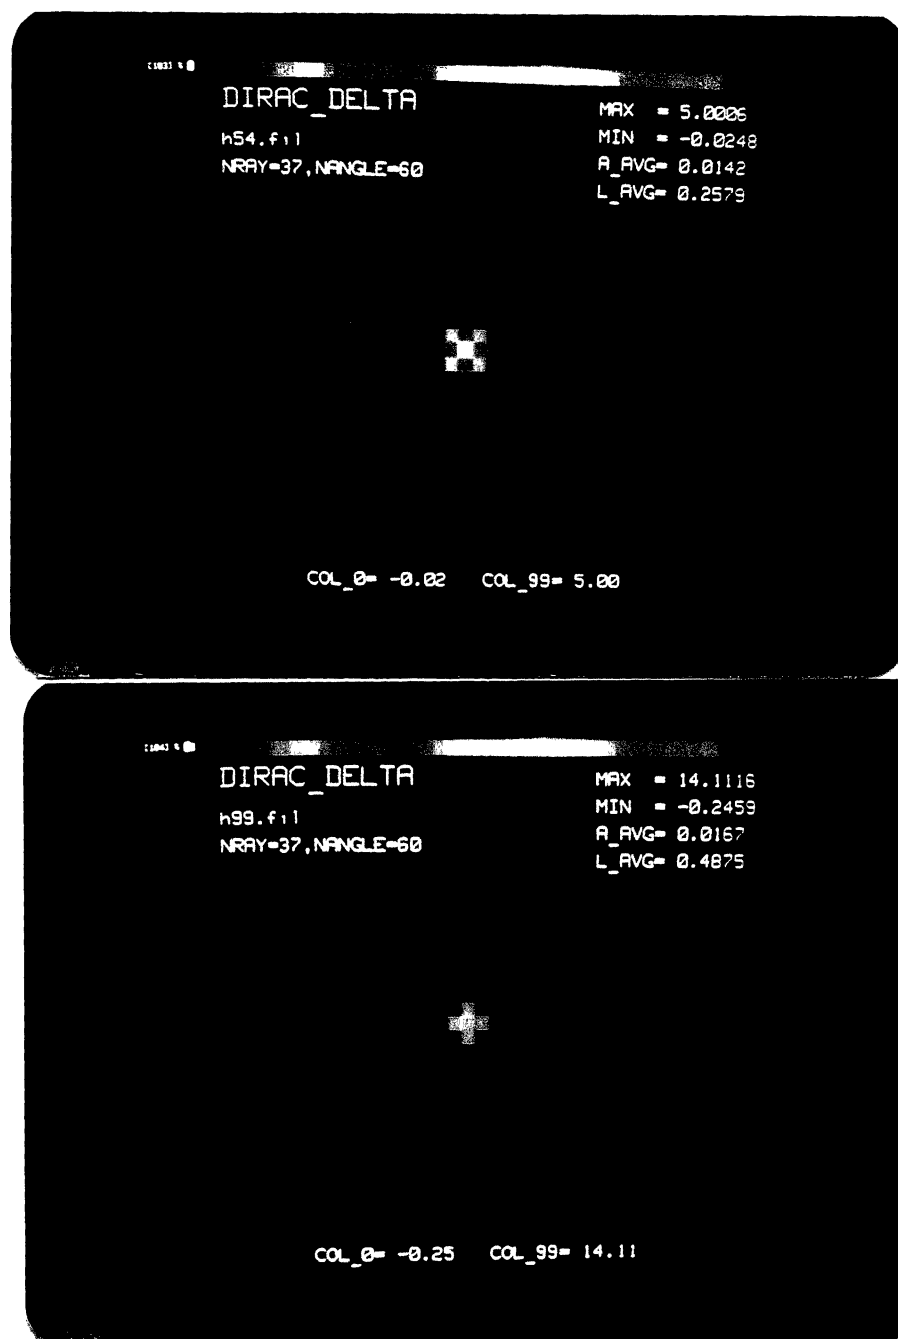 [103] %
DIRAC_DELTA
h54.fil
NRAY=37,NANGLE=60
MAX = 5.0006
MIN = -0.0248
A_AVG= 0.0142
L_AVG= 0.2579
COL_0= -0.02 COL_99= 5.00
[104] %
DIRAC_DELTA
h99.fil
NRAY=37,NANGLE=60
MAX = 14.1116
MIN = -0.2459
A_AVG= 0.0167
L_AVG= 0.4875
COL_0= -0.25 COL_99= 14.11